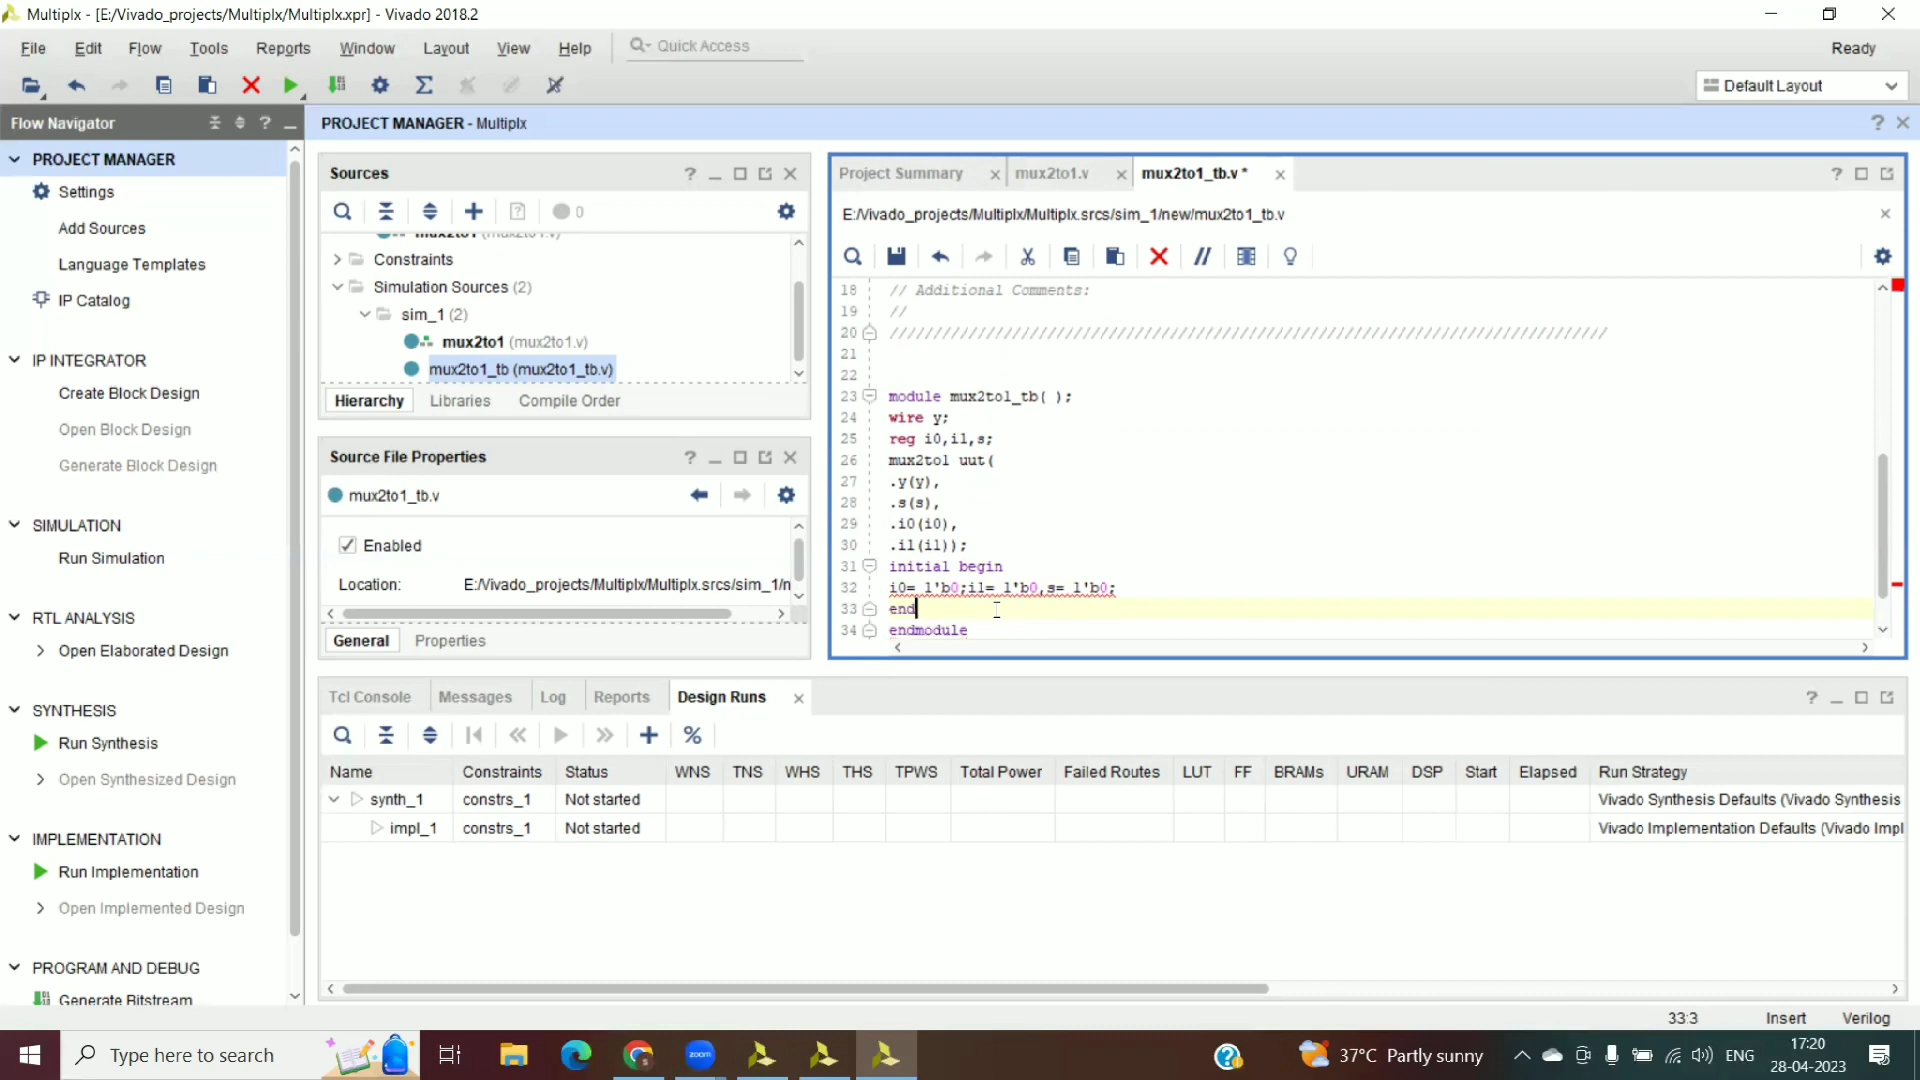 Multiplx - [E:/Vivado_projects/Multiplx/Multiplx.xpr] - Vivado 2018.2
File Edit Flow Tools Reports Window Layout View Help Quick Access Ready
Default Layout
Flow Navigator
PROJECT MANAGER
Settings
Add Sources
Language Templates
IP Catalog
IP INTEGRATOR
Create Block Design
Open Block Design
Generate Block Design
SIMULATION
Run Simulation
RTL ANALYSIS
Open Elaborated Design
SYNTHESIS
Run Synthesis
Open Synthesized Design
IMPLEMENTATION
Run Implementation
Open Implemented Design
PROGRAM AND DEBUG
Generate Bitstream
PROJECT MANAGER - Multiplx
Sources
0
mux2to1 (mux2to1.v)
Constraints
Simulation Sources (2)
sim_1 (2)
mux2to1 (mux2to1.v)
mux2to1_tb (mux2to1_tb.v)
Hierarchy Libraries Compile Order
Source File Properties
mux2to1_tb.v
Enabled
Location: E:/Vivado_projects/Multiplx/Multiplx.srcs/sim_1/n
General Properties
Project Summary mux2to1.v mux2to1_tb.v *
E:/Vivado_projects/Multiplx/Multiplx.srcs/sim_1/new/mux2to1_tb.v
18 // Additional Comments:
19 //
20 //////////////////////////////////////////////////////////////////////////////////
21
22
23 module mux2to1_tb( );
24 wire y;
25 reg i0,i1,s;
26 mux2to1 uut(
27 .y(y),
28 .s(s),
29 .i0(i0),
30 .i1(i1));
31 initial begin
32 i0= 1'b0;i1= 1'b0,s= 1'b0;
33 end
34 endmodule
Tcl Console Messages Log Reports Design Runs
Name Constraints Status WNS TNS WHS THS TPWS Total Power Failed Routes LUT FF BRAMs URAM DSP Start Elapsed Run Strategy
synth_1 constrs_1 Not started Vivado Synthesis Defaults (Vivado Synthesis
impl_1 constrs_1 Not started Vivado Implementation Defaults (Vivado Impl
33:3 Insert Verilog
Type here to search
zoom
37°C Partly sunny
ENG
17:20
28-04-2023